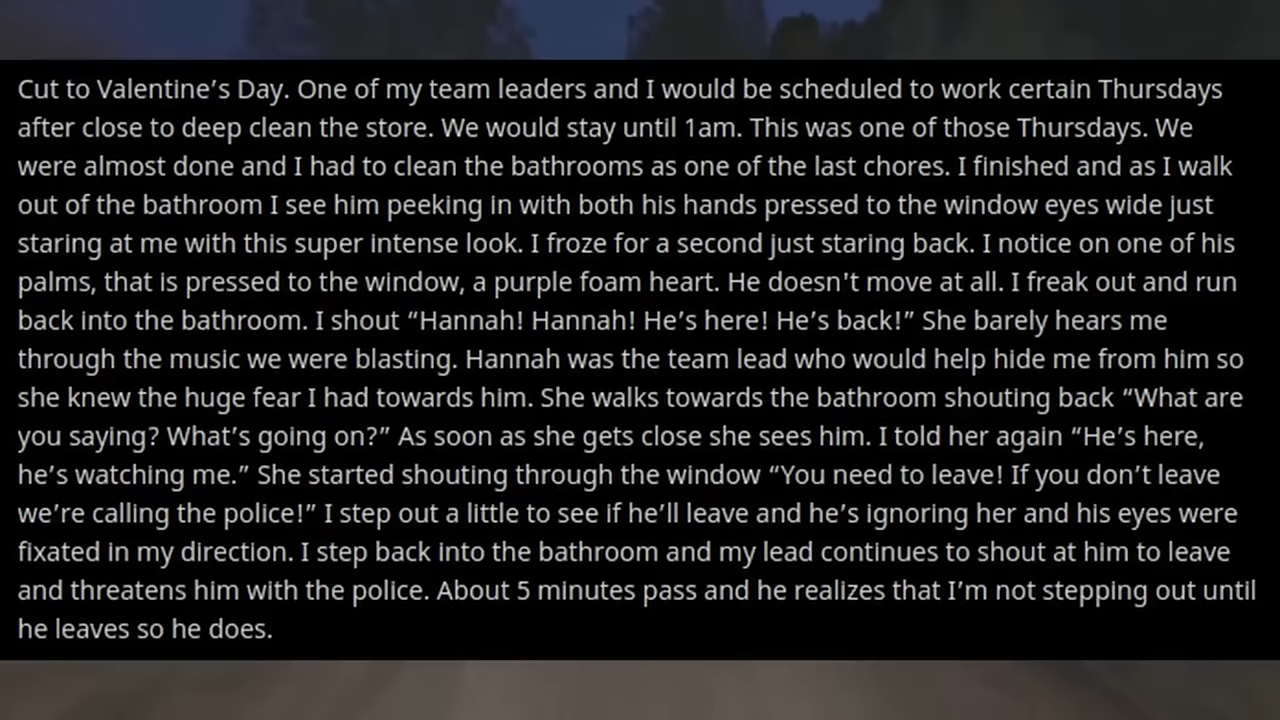 Cut to Valentine’s Day. One of my team leaders and I would be scheduled to work certain Thursdays
after close to deep clean the store. We would stay until 1am. This was one of those Thursdays. We
were almost done and I had to clean the bathrooms as one of the last chores. I finished and as I walk
out of the bathroom I see him peeking in with both his hands pressed to the window eyes wide just
staring at me with this super intense look. I froze for a second just staring back. I notice on one of his
palms, that is pressed to the window, a purple foam heart. He doesn't move at all. I freak out and run
back into the bathroom. I shout “Hannah! Hannah! He’s here! He’s back!” She barely hears me
through the music we were blasting. Hannah was the team lead who would help hide me from him so
she knew the huge fear I had towards him. She walks towards the bathroom shouting back “What are
you saying? What’s going on?” As soon as she gets close she sees him. I told her again “He’s here,
he’s watching me.” She started shouting through the window “You need to leave! If you don’t leave
we’re calling the police!” I step out a little to see if he’ll leave and he’s ignoring her and his eyes were
fixated in my direction. I step back into the bathroom and my lead continues to shout at him to leave
and threatens him with the police. About 5 minutes pass and he realizes that I’m not stepping out until
he leaves so he does.